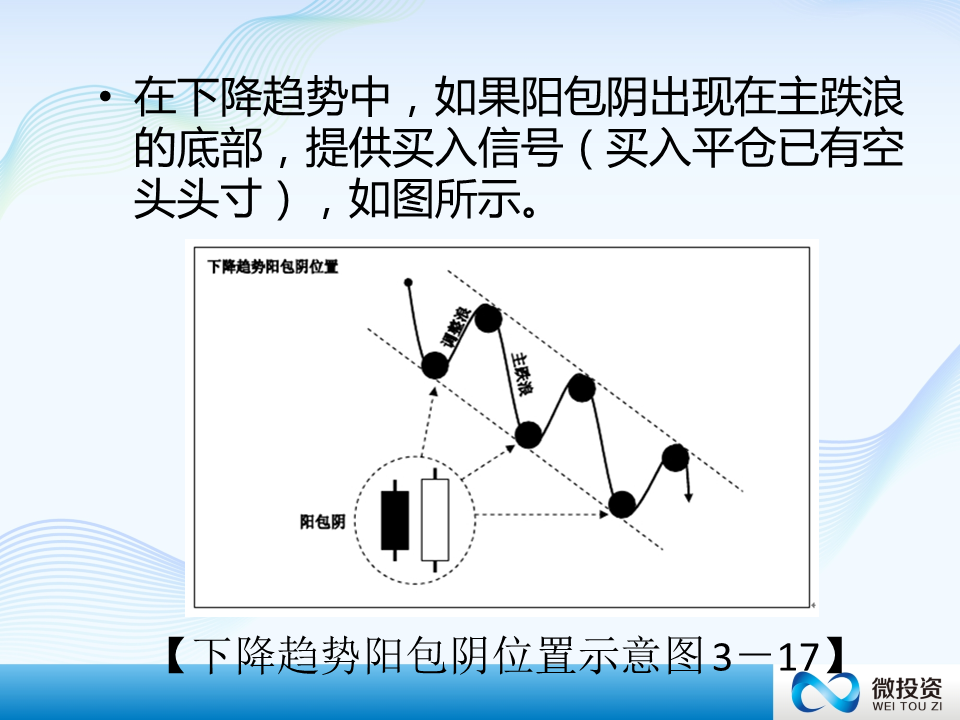 • 在下降趋势中，如果阳包阴出现在主跌浪
的底部，提供买入信号（买入平仓已有空
头头寸），如图所示。
下降趋势阳包阴位置
调整浪
主跌浪
阳包阴
【下降趋势阳包阴位置示意图3－17】
微投资
WEI TOU ZI